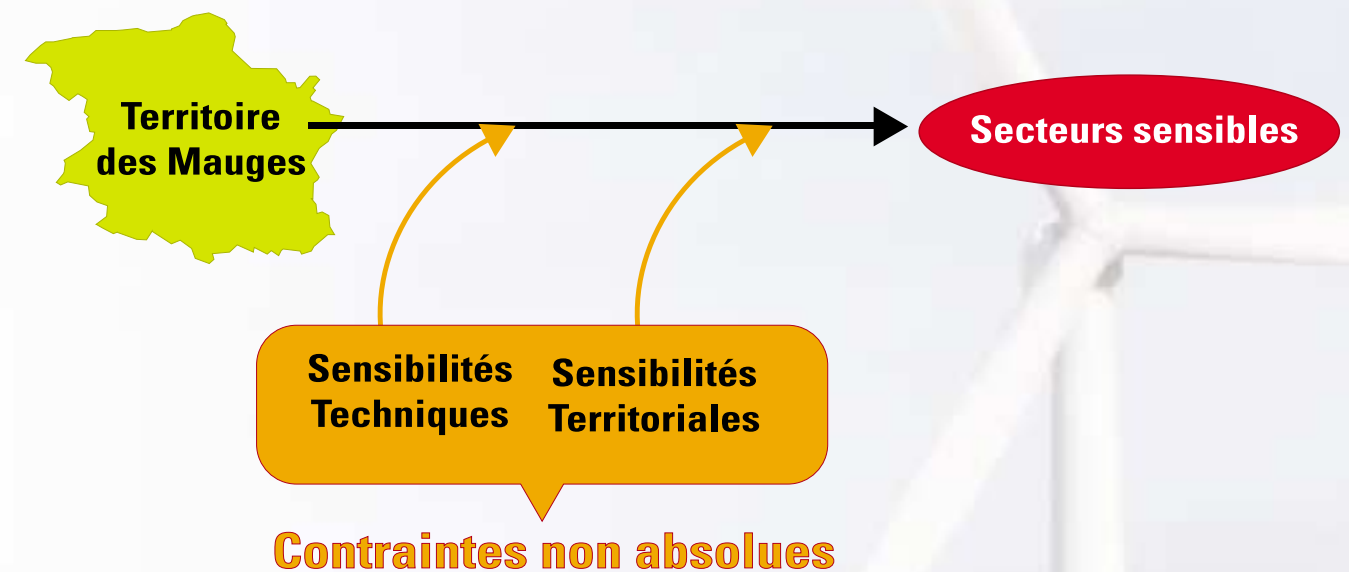 Territoire
des Mauges
Secteurs sensibles
Sensibilités
Techniques
Sensibilités
Territoriales
Contraintes non absolues